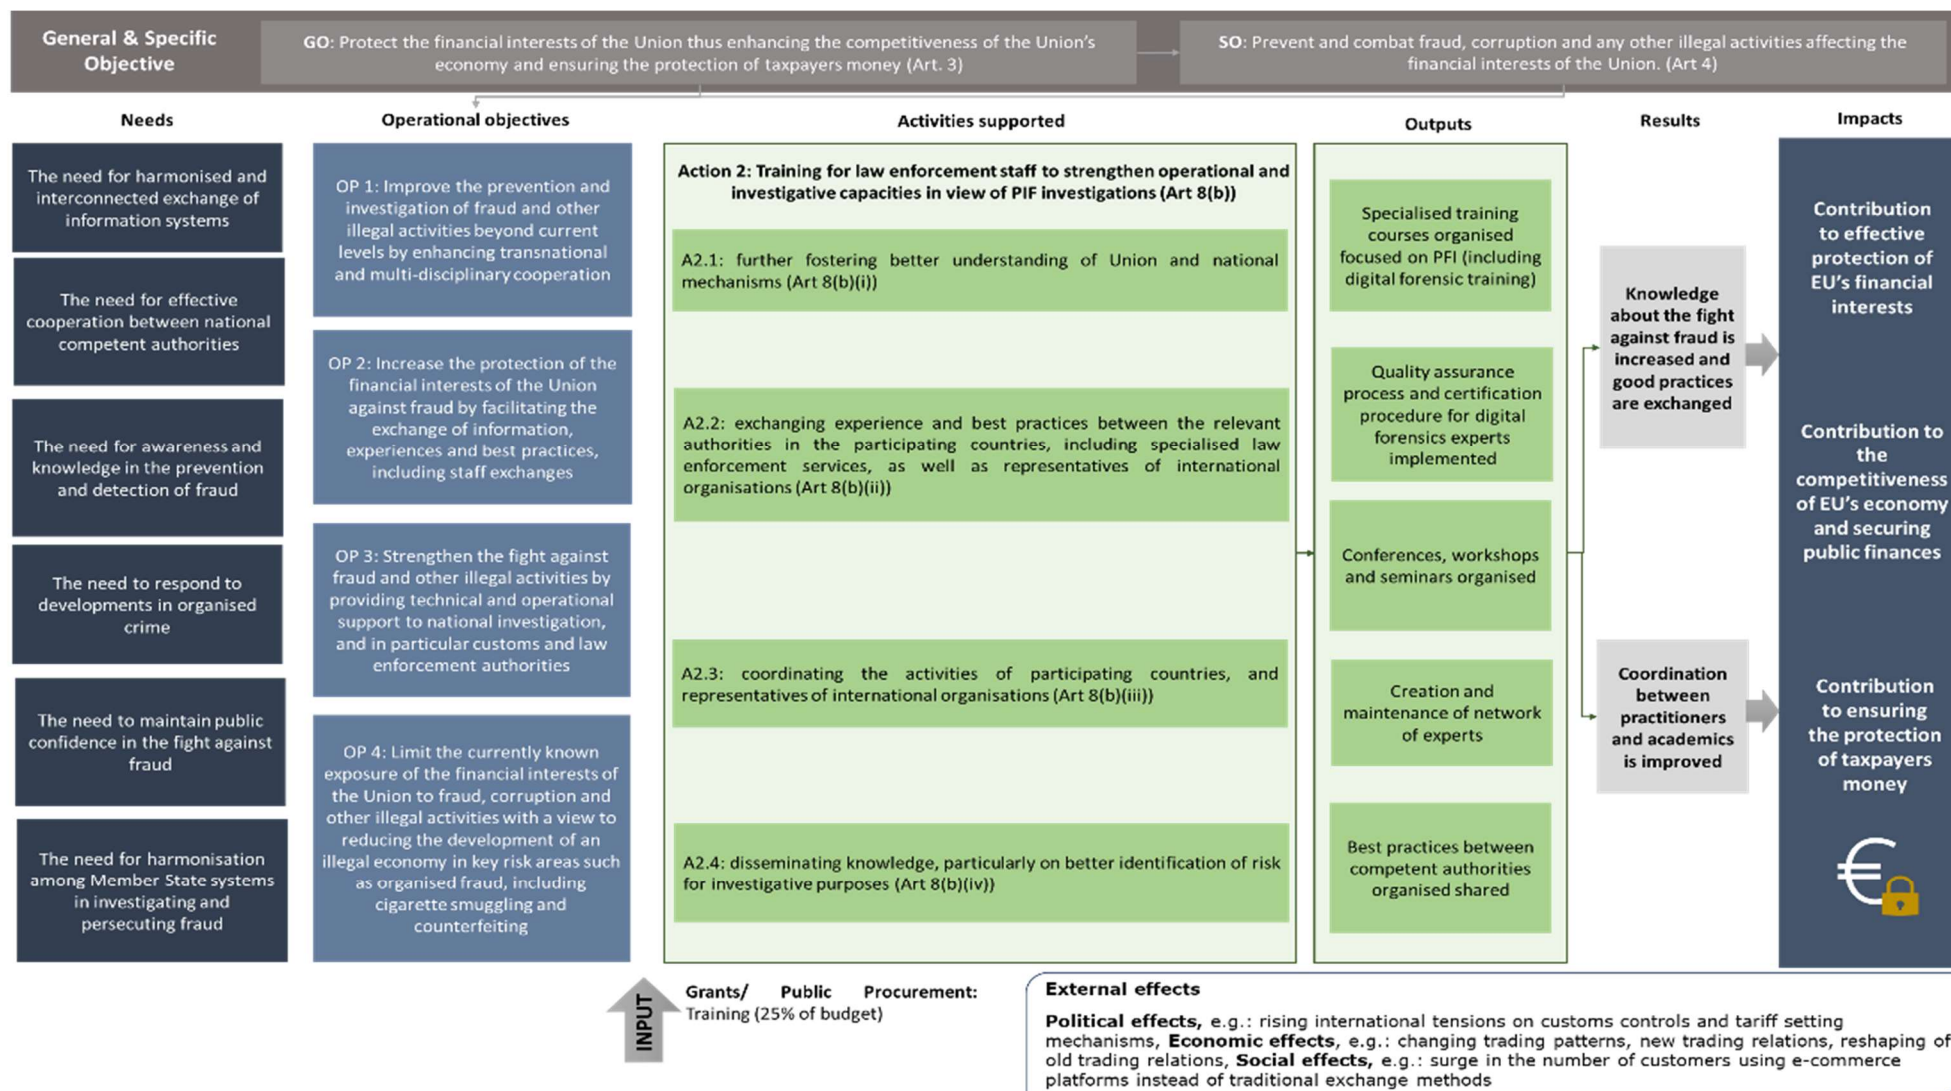 General & Specific
Objective
GO: Protect the financial interests of the Union thus enhancing the competitiveness of the Union's
economy and ensuring the protection of taxpayers money (Art. 3)
SO: Prevent and combat fraud, corruption and any other illegal activities affecting the
financial interests of the Union. (Art 4)
Needs
Operational objectives
Activities supported
Outputs
Results
Impacts
The need for harmonised and
interconnected exchange of
information systems
The need for effective
cooperation between national
competent authorities
The need for awareness and
knowledge in the prevention
and detection of fraud
The need to respond to
developments in organised
crime
The need to maintain public
confidence in the fight against
fraud
The need for harmonisation
among Member State systems
in investigating and
persecuting fraud
OP 1: Improve the prevention and
investigation of fraud and other
illegal activities beyond current
levels by enhancing transnational
and multi-disciplinary cooperation
OP 2: Increase the protection of the
financial interests of the Union
against fraud by facilitating the
exchange of information,
experiences and best practices,
including staff exchanges
OP 3: Strengthen the fight against
fraud and other illegal activities by
providing technical and operational
support to national investigation,
and in particular customs and law
enforcement authorities
OP 4: Limit the currently known
exposure of the financial interests of
the Union to fraud, corruption and
other illegal activities with a view to
reducing the development of an
illegal economy in key risk areas such
as organised fraud, including
cigarette smuggling and
counterfeiting
Action 2: Training for law enforcement staff to strengthen operational and
investigative capacities in view of PIF investigations (Art 8(b))
A2.1: further fostering better understanding of Union and national
mechanisms (Art 8(b)(i))
A2.2: exchanging experience and best practices between the relevant
authorities in the participating countries, including specialised law
enforcement services, as well as representatives of international
organisations (Art 8(b)(ii))
A2.3: coordinating the activities of participating countries, and
representatives of international organisations (Art 8(b)(iii))
A2.4: disseminating knowledge, particularly on better identification of risk
for investigative purposes (Art 8(b)(iv))
Specialised training
courses organised
focused on PFI (including
digital forensic training)
Quality assurance
process and certification
procedure for digital
forensics experts
implemented
Conferences, workshops
and seminars organised
Creation and
maintenance of network
of experts
Best practices between
competent authorities
organised shared
Knowledge
about the fight
against fraud is
increased and
good practices
are exchanged
Coordination
between
practitioners
and academics
is improved
Contribution
to effective
protection of
EU's financial
interests
Contribution to
the
competitiveness
of EU's economy
and securing
public finances
Contribution
to ensuring
the protection
of taxpayers
money
€
INPUT
Grants/ Public Procurement:
Training (25% of budget)
External effects
Political effects, e.g.: rising international tensions on customs controls and tariff setting
mechanisms, Economic effects, e.g.: changing trading patterns, new trading relations, reshaping of
old trading relations, Social effects, e.g.: surge in the number of customers using e-commerce
platforms instead of traditional exchange methods